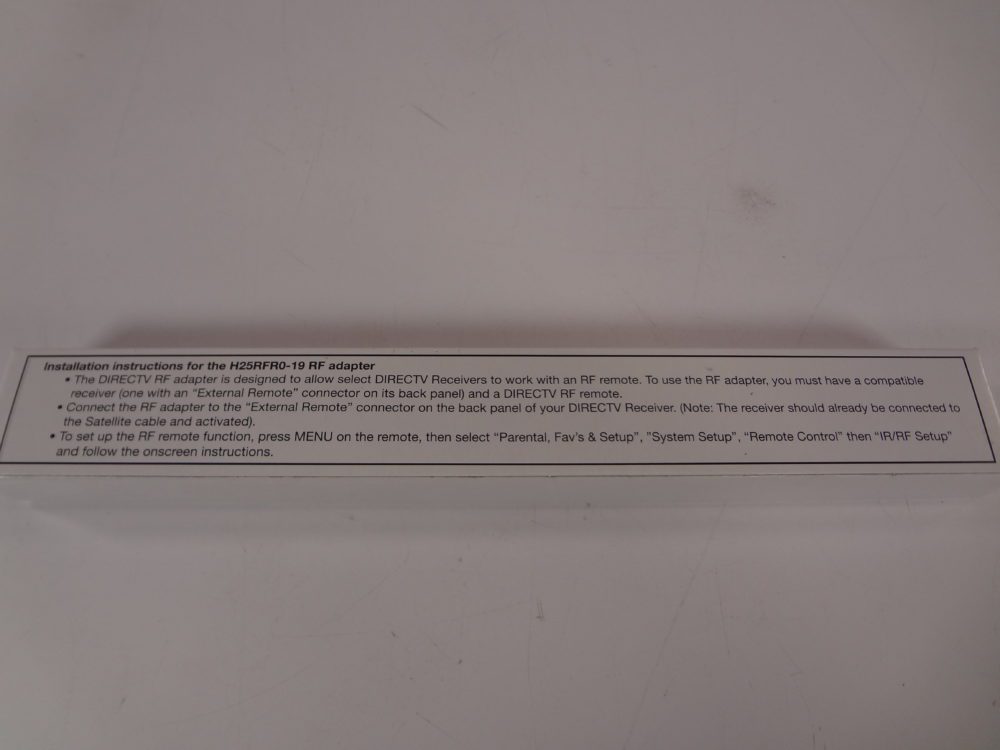 Installation instructions for the H25RFR0-19 RF adapter
• The DIRECTV RF adapter is designed to allow select DIRECTV Receivers to work with an RF remote. To use the RF adapter, you must have a compatible
receiver (one with an “External Remote” connector on its back panel) and a DIRECTV RF remote.
• Connect the RF adapter to the “External Remote” connector on the back panel of your DIRECTV Receiver. (Note: The receiver should already be connected to
the Satellite cable and activated).
• To set up the RF remote function, press MENU on the remote, then select “Parental, Fav's & Setup”, ”System Setup”, “Remote Control” then “IR/RF Setup”
and follow the onscreen instructions.